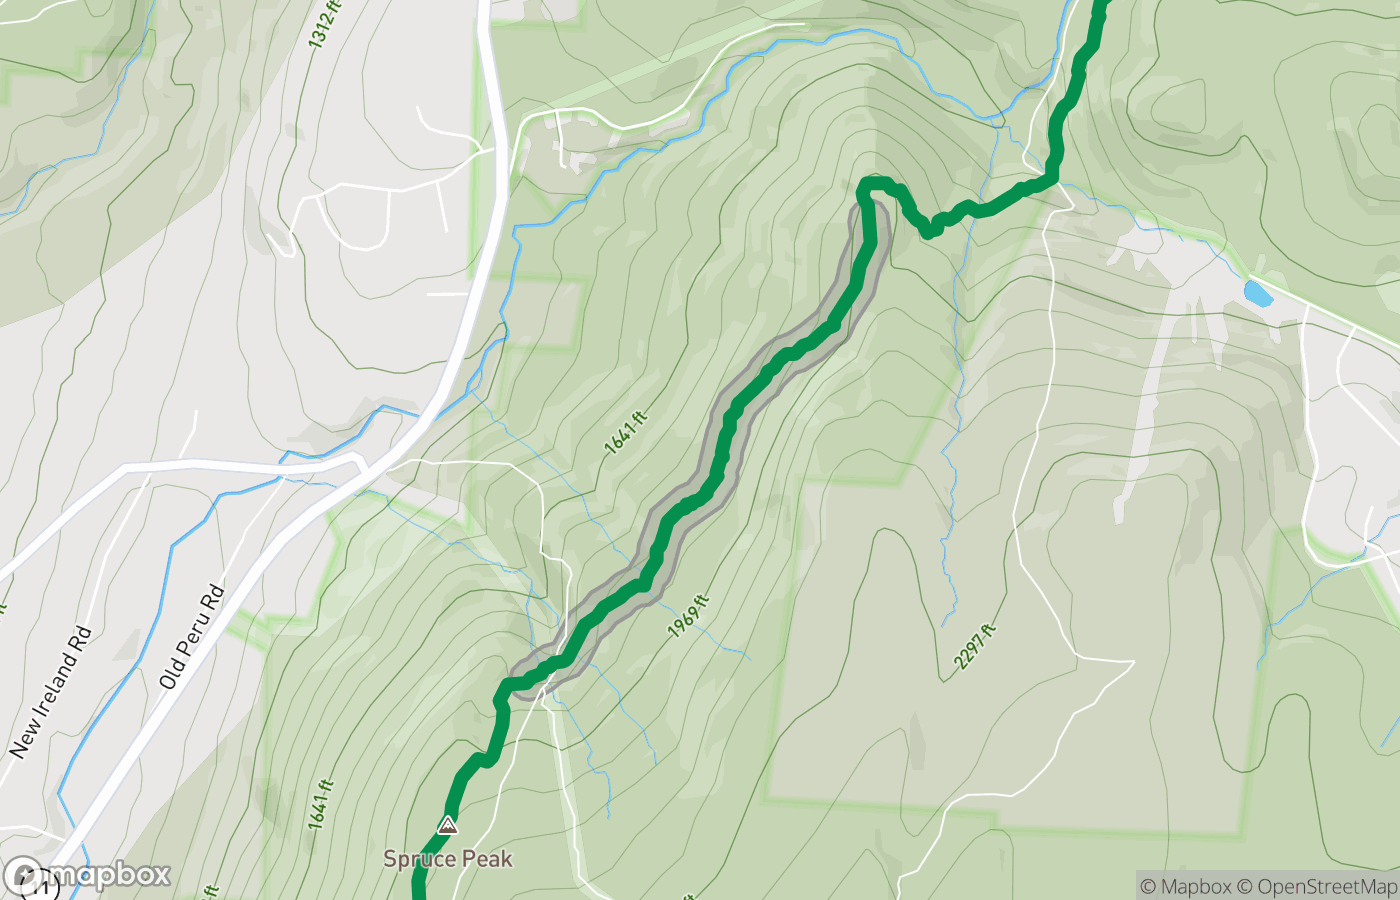 1312 ft
1641 ft
1969 ft
2297 ft
Old Peru Rd
New Ireland Rd
1641 ft
Spruce Peak
mapbox
© Mapbox © OpenStreetMap